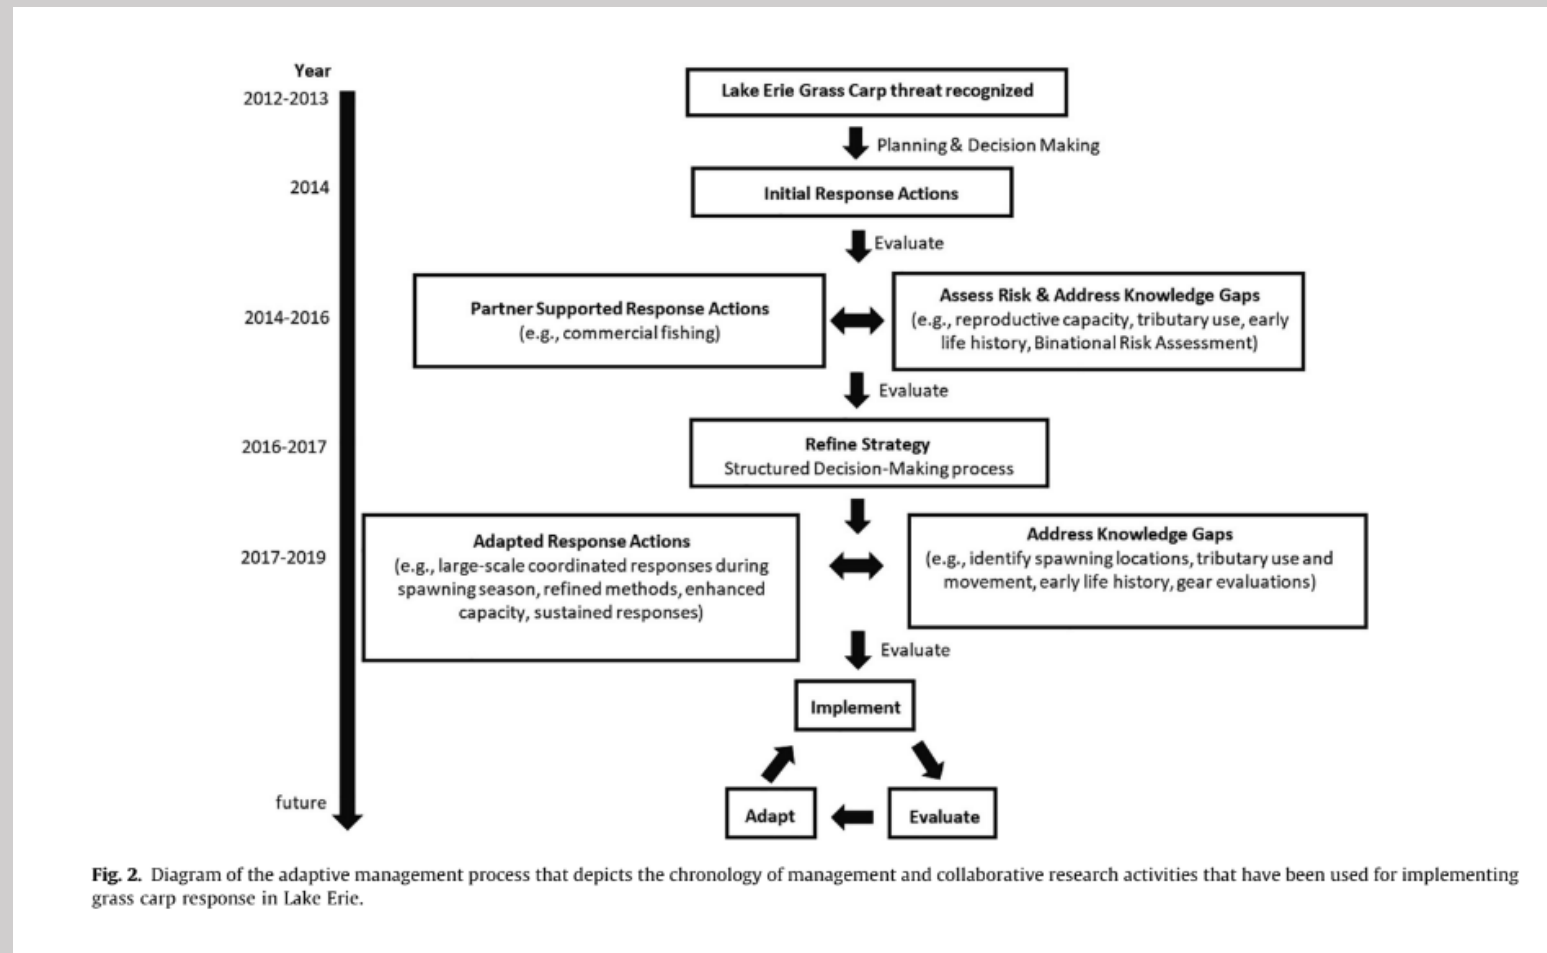 Year
2012-2013
Lake Erie Grass Carp threat recognized
Planning & Decision Making
2014
Initial Response Actions
Evaluate
2014-2016
Partner Supported Response Actions
(e.g., commercial fishing)
Assess Risk & Address Knowledge Gaps
(e.g., reproductive capacity, tributary use, early
life history, Binational Risk Assessment)
Evaluate
2016-2017
Refine Strategy
Structured Decision-Making process
2017-2019
Adapted Response Actions
(e.g., large-scale coordinated responses during
spawning season, refined methods, enhanced
capacity, sustained responses)
Address Knowledge Gaps
(e.g., identify spawning locations, tributary use and
movement, early life history, gear evaluations)
Evaluate
Implement
future
Adapt
Evaluate
Fig. 2. Diagram of the adaptive management process that depicts the chronology of management and collaborative research activities that have been used for implementing
grass carp response in Lake Erie.